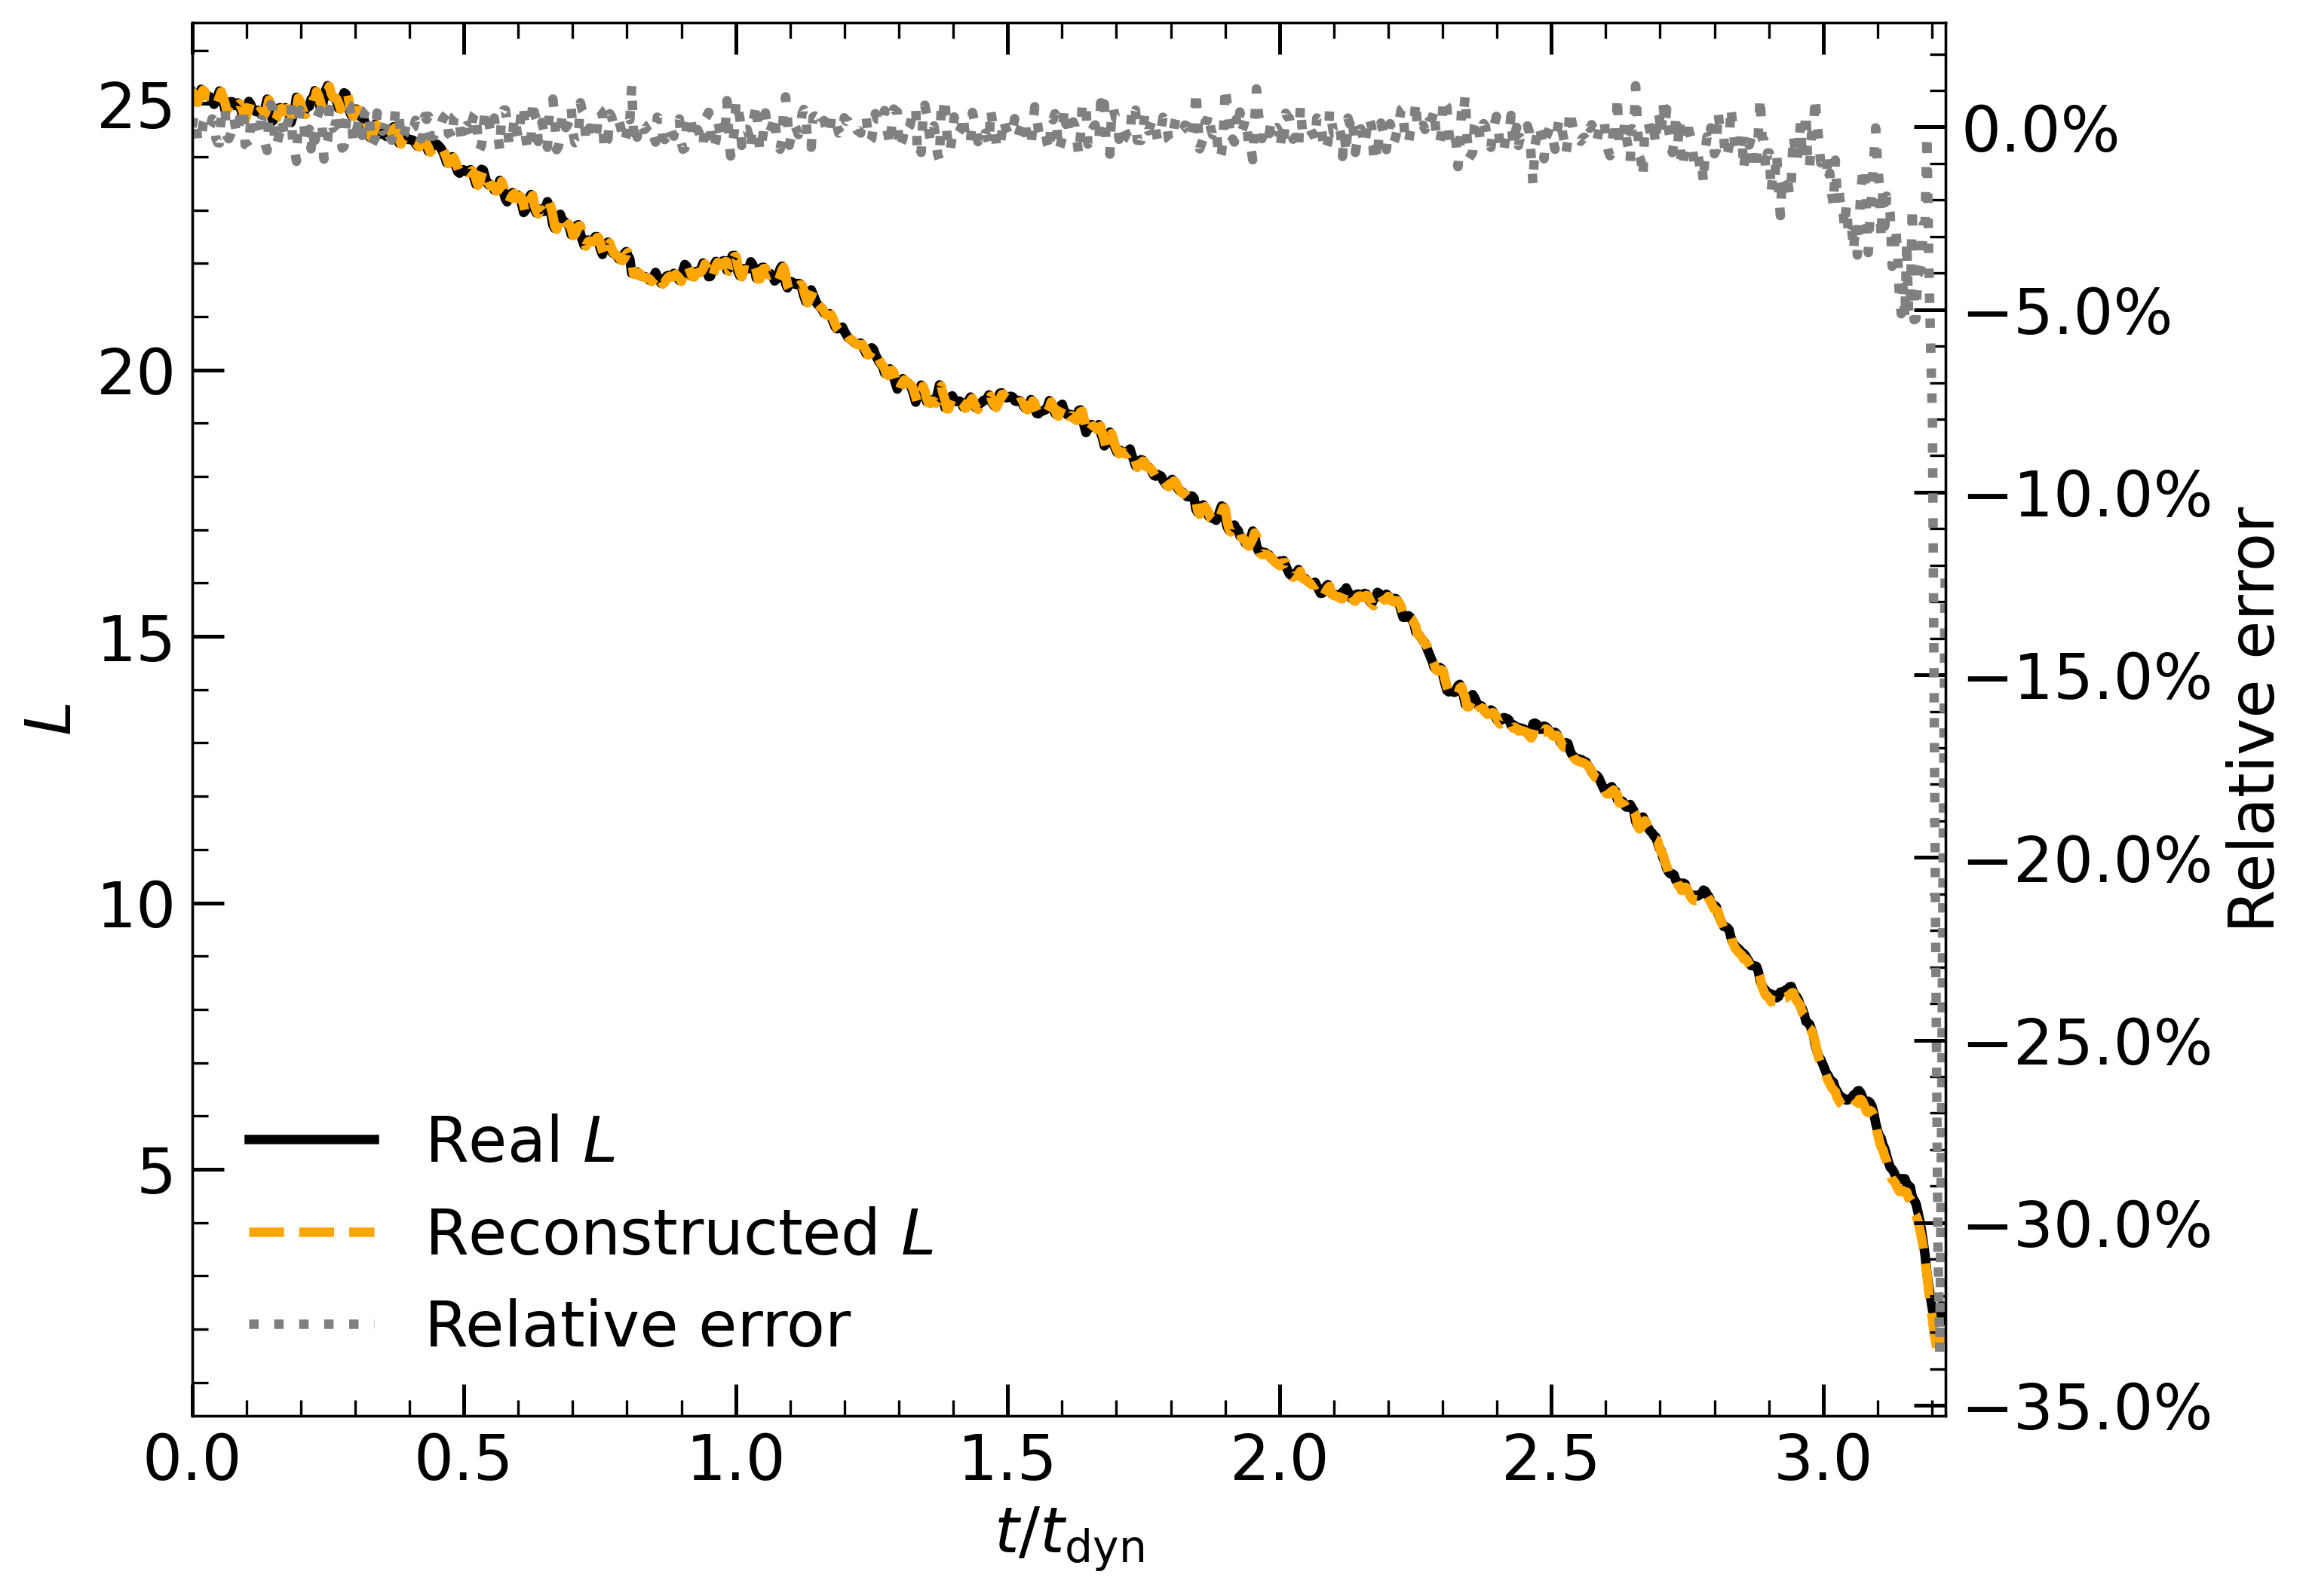 25
20
15
10
5
L
0.0%
−5.0%
−10.0%
−15.0%
−20.0%
−25.0%
−30.0%
−35.0%
Relative error
Real L
Reconstructed L
Relative error
0.0 0.5 1.0 1.5 2.0 2.5 3.0
t/t_dyn